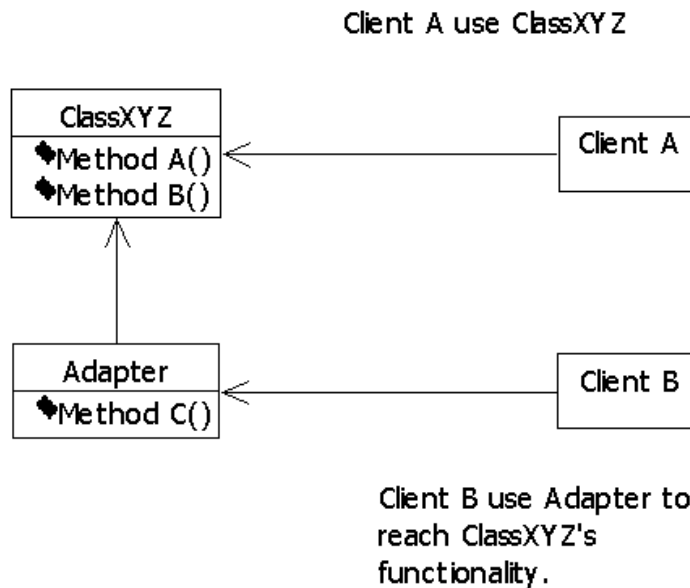 Client A use ClassXYZ
ClassXYZ
Method A()
Method B()
Client A
Adapter
Method C()
Client B
Client B use Adapter to
reach ClassXYZ's
functionality.